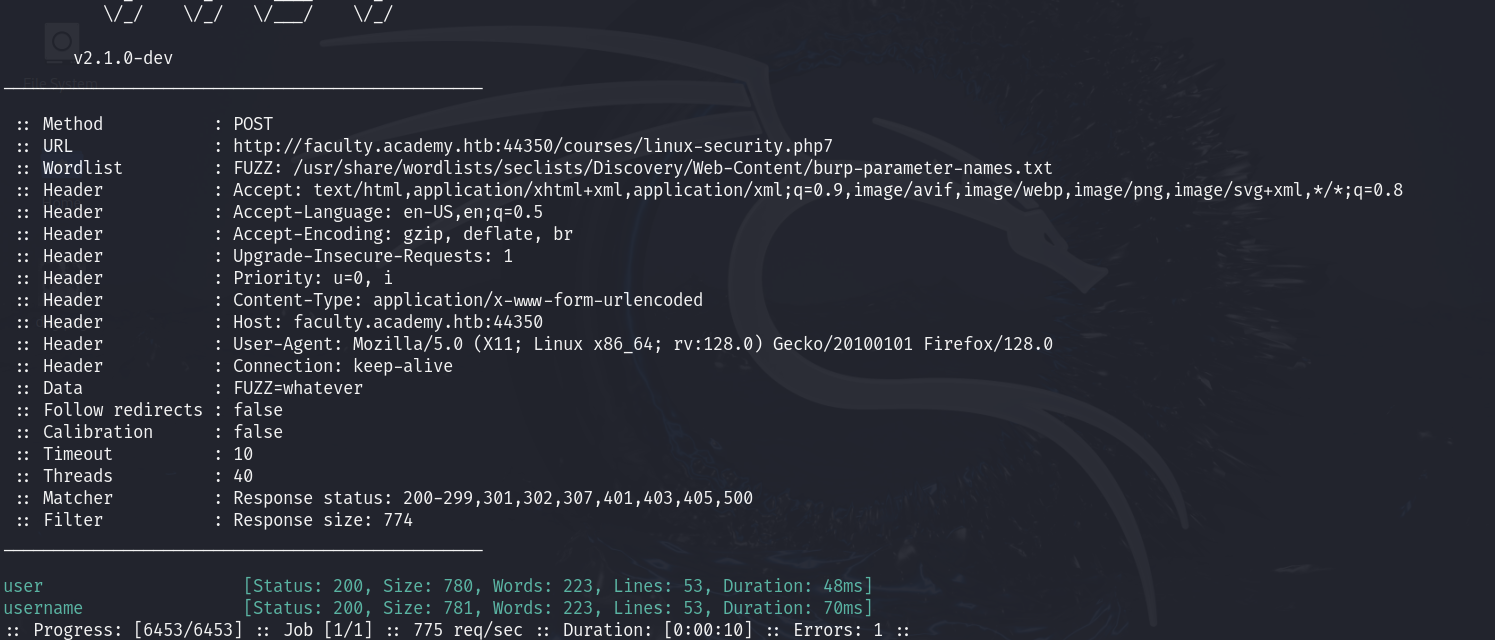 \/_/    \/_/   \/___/    \/_/
v2.1.0-dev
________________________________________________
:: Method           : POST
:: URL              : http://faculty.academy.htb:44350/courses/linux-security.php7
:: Wordlist         : FUZZ: /usr/share/wordlists/seclists/Discovery/Web-Content/burp-parameter-names.txt
:: Header           : Accept: text/html,application/xhtml+xml,application/xml;q=0.9,image/avif,image/webp,image/png,image/svg+xml,*/*;q=0.8
:: Header           : Accept-Language: en-US,en;q=0.5
:: Header           : Accept-Encoding: gzip, deflate, br
:: Header           : Upgrade-Insecure-Requests: 1
:: Header           : Priority: u=0, i
:: Header           : Content-Type: application/x-www-form-urlencoded
:: Header           : Host: faculty.academy.htb:44350
:: Header           : User-Agent: Mozilla/5.0 (X11; Linux x86_64; rv:128.0) Gecko/20100101 Firefox/128.0
:: Header           : Connection: keep-alive
:: Data             : FUZZ=whatever
:: Follow redirects : false
:: Calibration      : false
:: Timeout          : 10
:: Threads          : 40
:: Matcher          : Response status: 200-299,301,302,307,401,403,405,500
:: Filter           : Response size: 774
________________________________________________
user                    [Status: 200, Size: 780, Words: 223, Lines: 53, Duration: 48ms]
username                [Status: 200, Size: 781, Words: 223, Lines: 53, Duration: 70ms]
:: Progress: [6453/6453] :: Job [1/1] :: 775 req/sec :: Duration: [0:00:10] :: Errors: 1 ::
File System